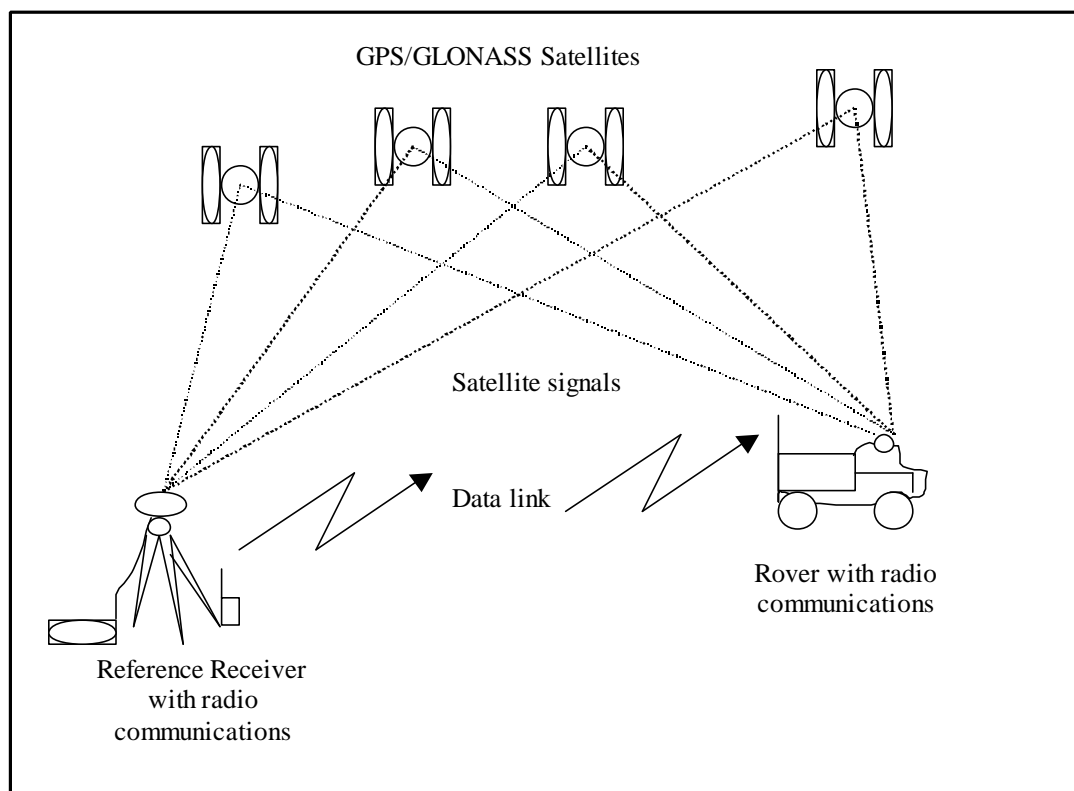 GPS/GLONASS Satellites
Satellite signals
Data link
Rover with radio
communications
Reference Receiver
with radio
communications